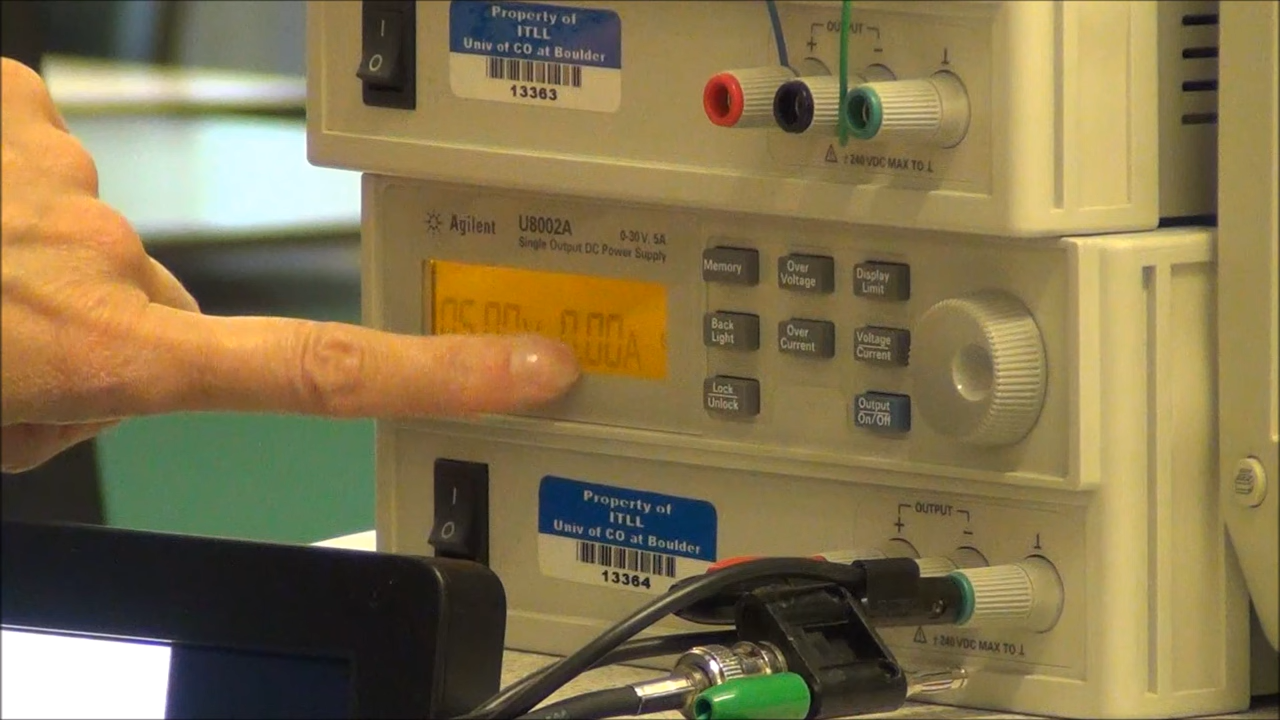 I
O
Property of
ITLL
Univ of CO at Boulder
13363
OUTPUT
+ -
⚠ ± 240 VDC MAX TO ⏊
Agilent
U8002A
0-30V, 5A
Single Output DC Power Supply
05.00V 0.00A
Memory
Over
Voltage
Display
Limit
Back
Light
Over
Current
Voltage
Current
Lock
Unlock
Output
On/Off
I
O
Property of
ITLL
Univ of CO at Boulder
13364
OUTPUT
+ -
⚠ ± 240 VDC MAX TO ⏊